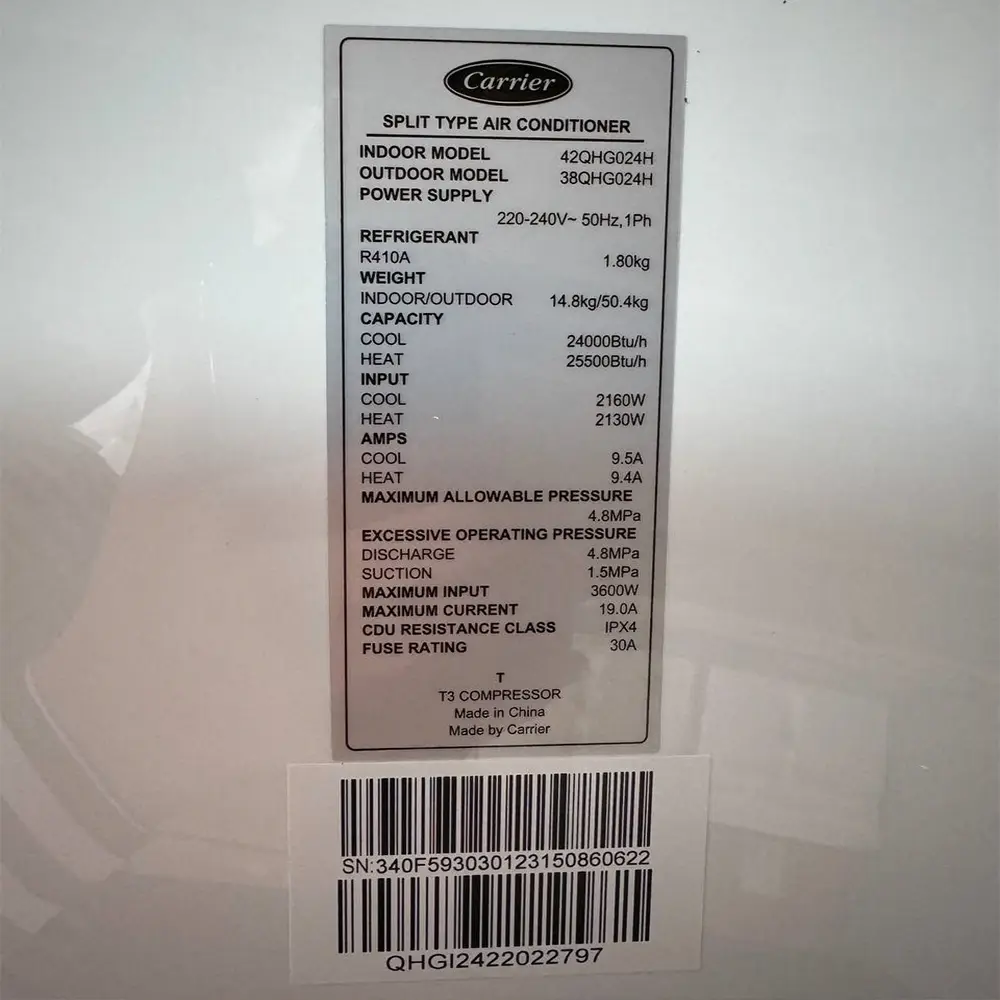 Carrier
SPLIT TYPE AIR CONDITIONER
INDOOR MODEL 42QHG024H
OUTDOOR MODEL 38QHG024H
POWER SUPPLY
220-240V~ 50Hz,1Ph
REFRIGERANT
R410A 1.80kg
WEIGHT
INDOOR/OUTDOOR 14.8kg/50.4kg
CAPACITY
COOL 24000Btu/h
HEAT 25500Btu/h
INPUT
COOL 2160W
HEAT 2130W
AMPS
COOL 9.5A
HEAT 9.4A
MAXIMUM ALLOWABLE PRESSURE
4.8MPa
EXCESSIVE OPERATING PRESSURE
DISCHARGE 4.8MPa
SUCTION 1.5MPa
MAXIMUM INPUT 3600W
MAXIMUM CURRENT 19.0A
CDU RESISTANCE CLASS IPX4
FUSE RATING 30A
T
T3 COMPRESSOR
Made in China
Made by Carrier
SN:340F593030123150860622
QHGI2422022797